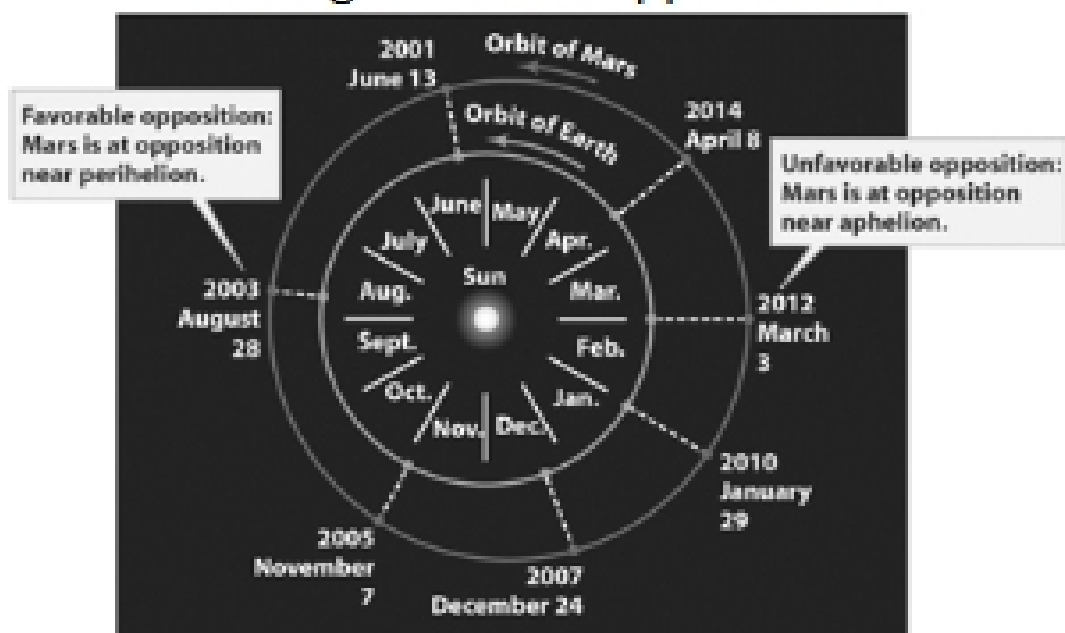 2001
June 13
Orbit of Mars
Orbit of Earth
2014
April 8
Favorable opposition:
Mars is at opposition
near perihelion.
Unfavorable opposition:
Mars is at opposition
near aphelion.
June
May
July
Apr.
Sun
Aug.
Mar.
Sept.
Feb.
Oct.
Jan.
Nov.
Dec.
2003
August
28
2012
March
3
2010
January
29
2005
November
7
2007
December 24